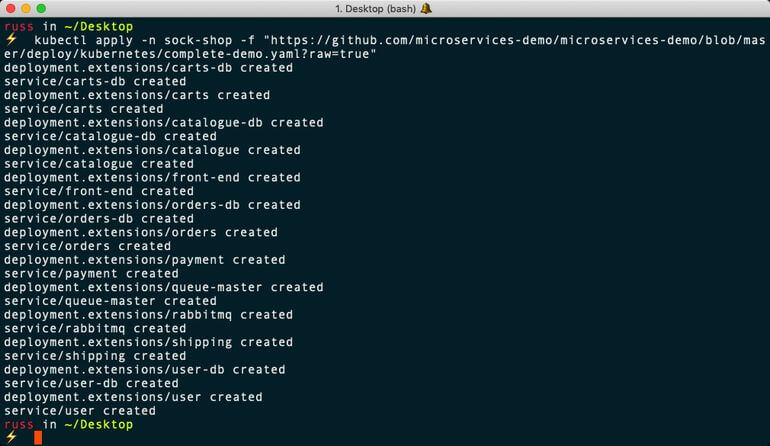 1. Desktop (bash)
russ in ~/Desktop
kubectl apply -n sock-shop -f "https://github.com/microservices-demo/microservices-demo/blob/mas
er/deploy/kubernetes/complete-demo.yaml?raw=true"
deployment.extensions/carts-db created
service/carts-db created
deployment.extensions/carts created
service/carts created
deployment.extensions/catalogue-db created
service/catalogue-db created
deployment.extensions/catalogue created
service/catalogue created
deployment.extensions/front-end created
service/front-end created
deployment.extensions/orders-db created
service/orders-db created
deployment.extensions/orders created
service/orders created
deployment.extensions/payment created
service/payment created
deployment.extensions/queue-master created
service/queue-master created
deployment.extensions/rabbitmq created
service/rabbitmq created
deployment.extensions/shipping created
service/shipping created
deployment.extensions/user-db created
service/user-db created
deployment.extensions/user created
service/user created
russ in ~/Desktop